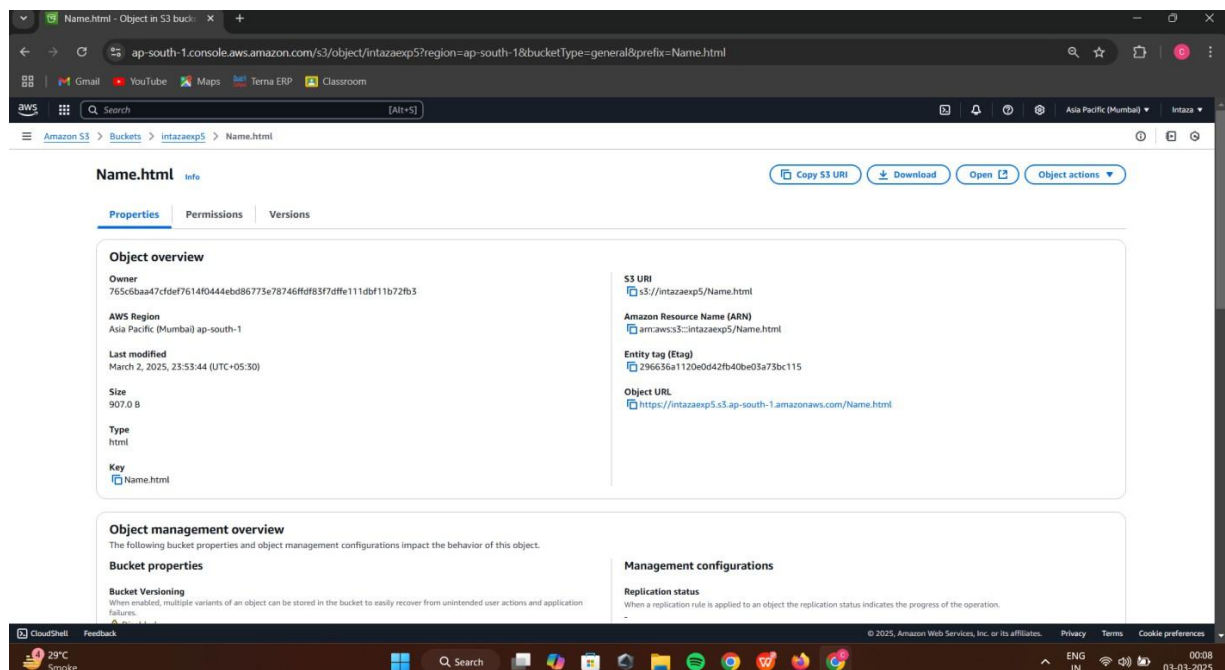 Name.html - Object in S3 buck
ap-south-1.console.aws.amazon.com/s3/object/intazaexp5?region=ap-south-1&bucketType=general&prefix=Name.html
Gmail YouTube Maps Terna ERP Classroom
aws Search [Alt+S] Asia Pacific (Mumbai) Intaza
Amazon S3 > Buckets > intazaexp5 > Name.html
Name.html Info Copy S3 URI Download Open Object actions
Properties Permissions Versions
Object overview
Owner
765c6baa47cfdef7614f0444ebd86773e78746ffdf83f7dffe111dbf11b72fb3
AWS Region
Asia Pacific (Mumbai) ap-south-1
Last modified
March 2, 2025, 23:53:44 (UTC+05:30)
Size
907.0 B
Type
html
Key
Name.html
S3 URI
s3://intazaexp5/Name.html
Amazon Resource Name (ARN)
arn:aws:s3:::intazaexp5/Name.html
Entity tag (Etag)
296636a1120e0d42fb40be03a73bc115
Object URL
https://intazaexp5.s3.ap-south-1.amazonaws.com/Name.html
Object management overview
The following bucket properties and object management configurations impact the behavior of this object.
Bucket properties
Bucket Versioning
When enabled, multiple variants of an object can be stored in the bucket to easily recover from unintended user actions and application
failures.
Management configurations
Replication status
When a replication rule is applied to an object the replication status indicates the progress of the operation.
-
CloudShell Feedback © 2025, Amazon Web Services, Inc. or its affiliates. Privacy Terms Cookie preferences
4 29°C
Smoke
Search
ENG
IN
00:08
03-03-2025